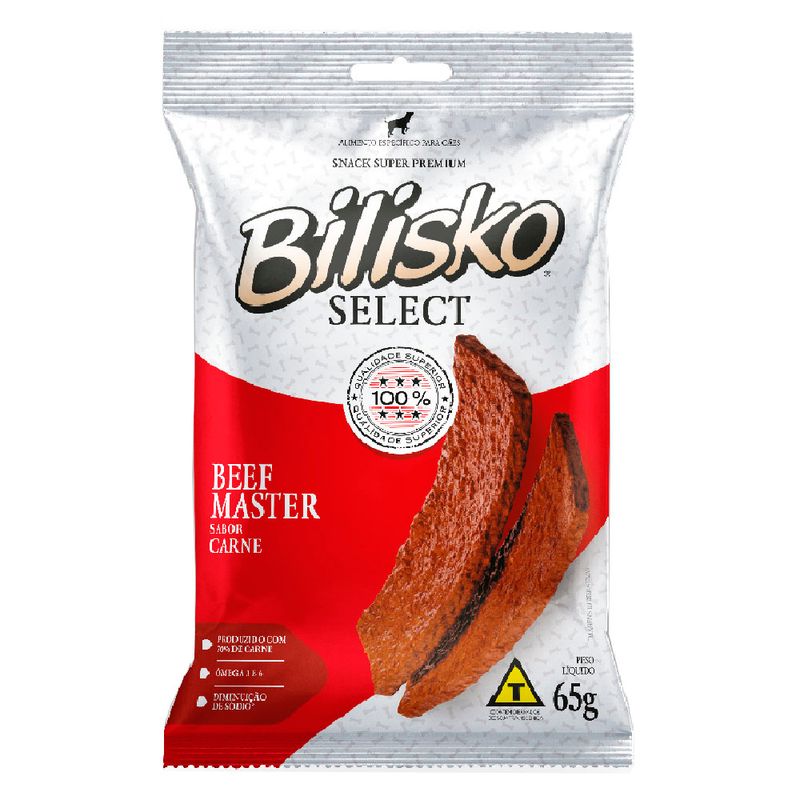 ALIMENTO ESPECÍFICO PARA CÃES
SNACK SUPER PREMIUM
Bilisko®
SELECT
QUALIDADE SUPERIOR
100%
QUALIDADE SUPERIOR
BEEF
MASTER
SABOR
CARNE
PRODUZIDO COM
70% DE CARNE
ÔMEGA 3 E 6
DIMINUIÇÃO
DE SÓDIO*
PESO
LÍQUIDO
T
65g